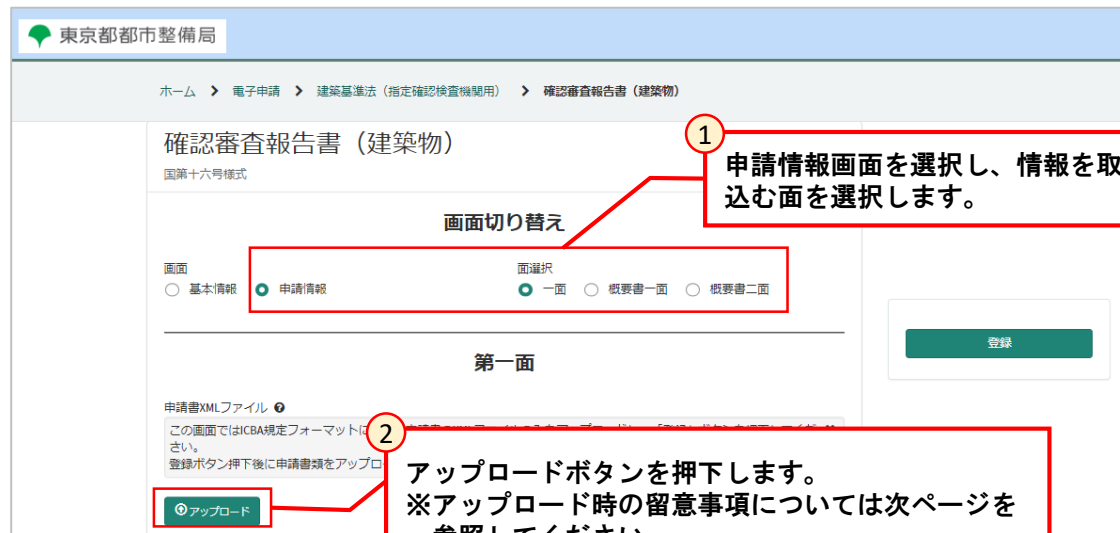 東京都都市整備局
ホーム > 電子申請 > 建築基準法（指定確認検査機関用） > 確認審査報告書（建築物）
確認審査報告書（建築物）
国第十六号様式
1
申請情報画面を選択し、情報を取
込む面を選択します。
画面切り替え
画面
基本情報 申請情報
面選択
一面 概要書一面 概要書二面
登録
第一面
申請書XMLファイル
この画面ではICBA規定フォーマットに
さい。
登録ボタン押下後に申請書類をアップロ
2
アップロードボタンを押下します。
※アップロード時の留意事項については次ページを
参照してください
アップロード